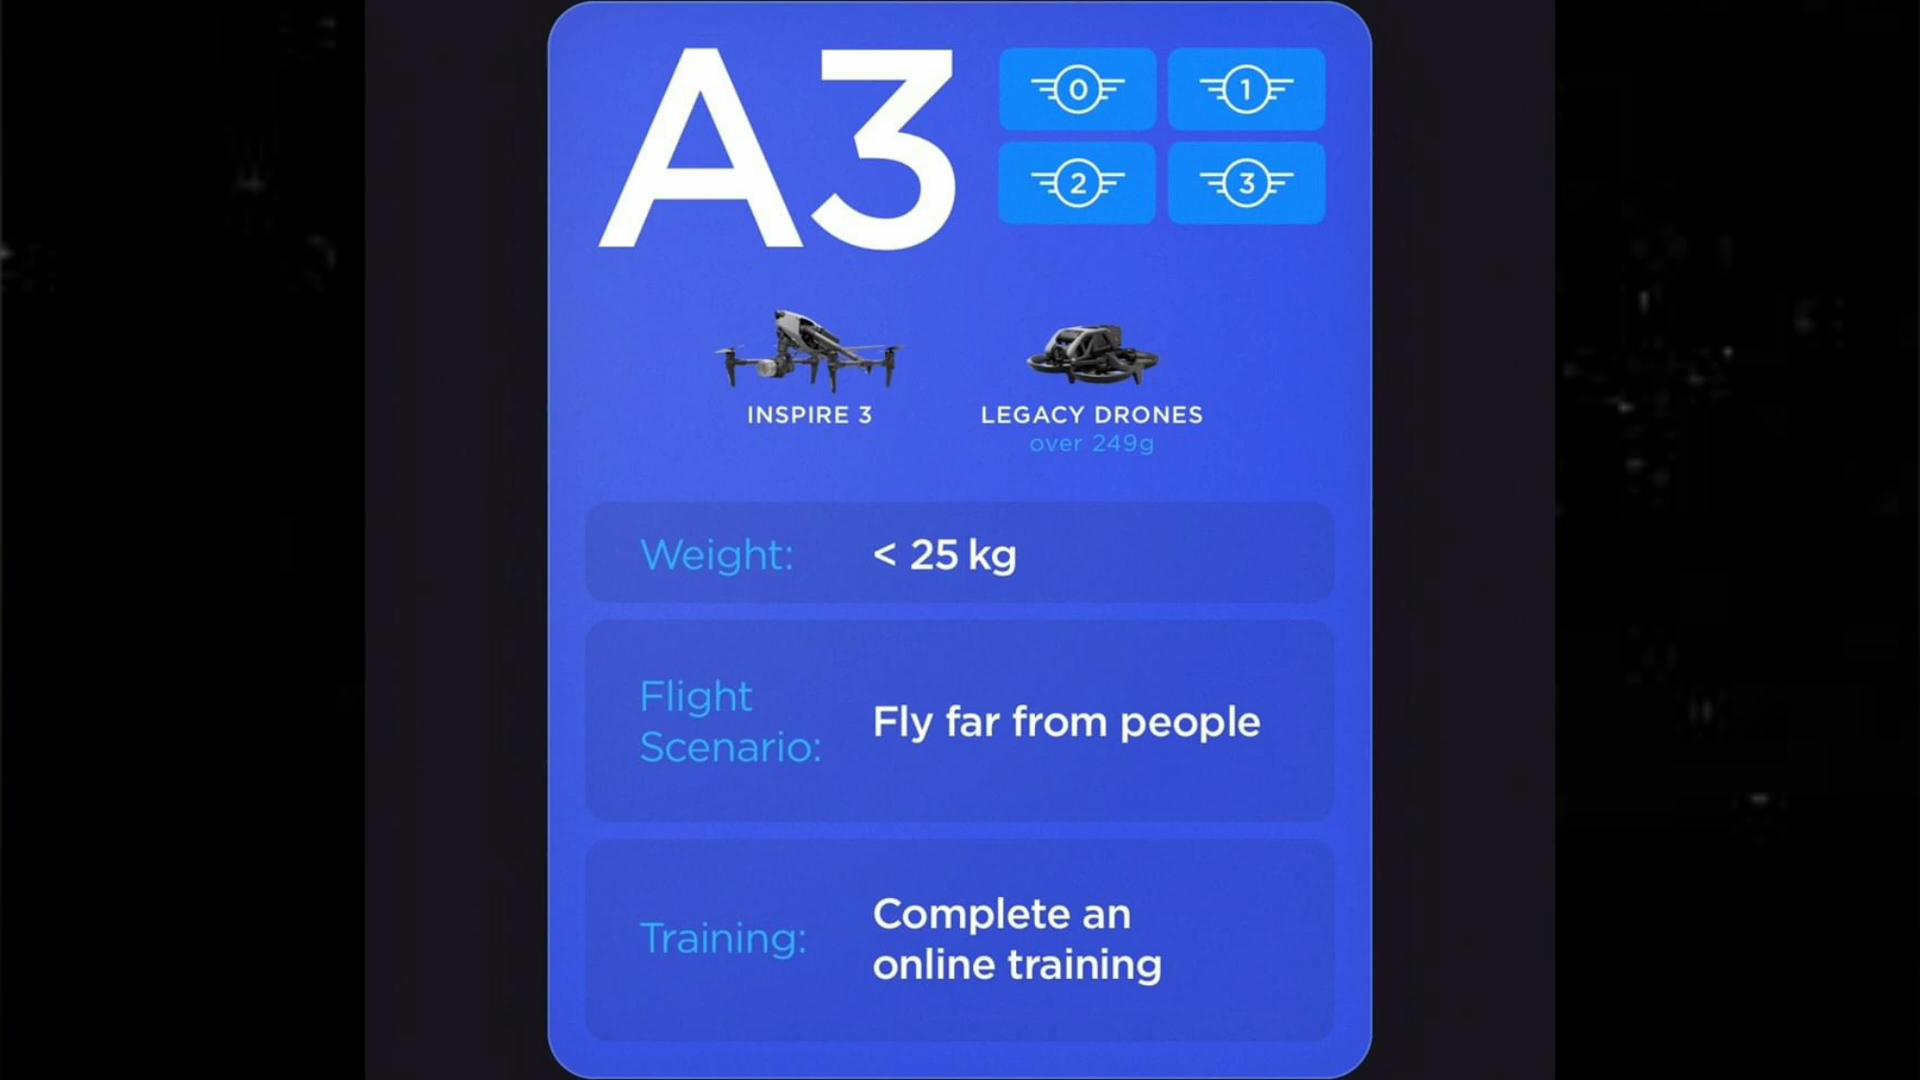 A3
0
1
2
3
INSPIRE 3
LEGACY DRONES
over 249g
Weight:
< 25 kg
Flight
Scenario:
Fly far from people
Training:
Complete an
online training